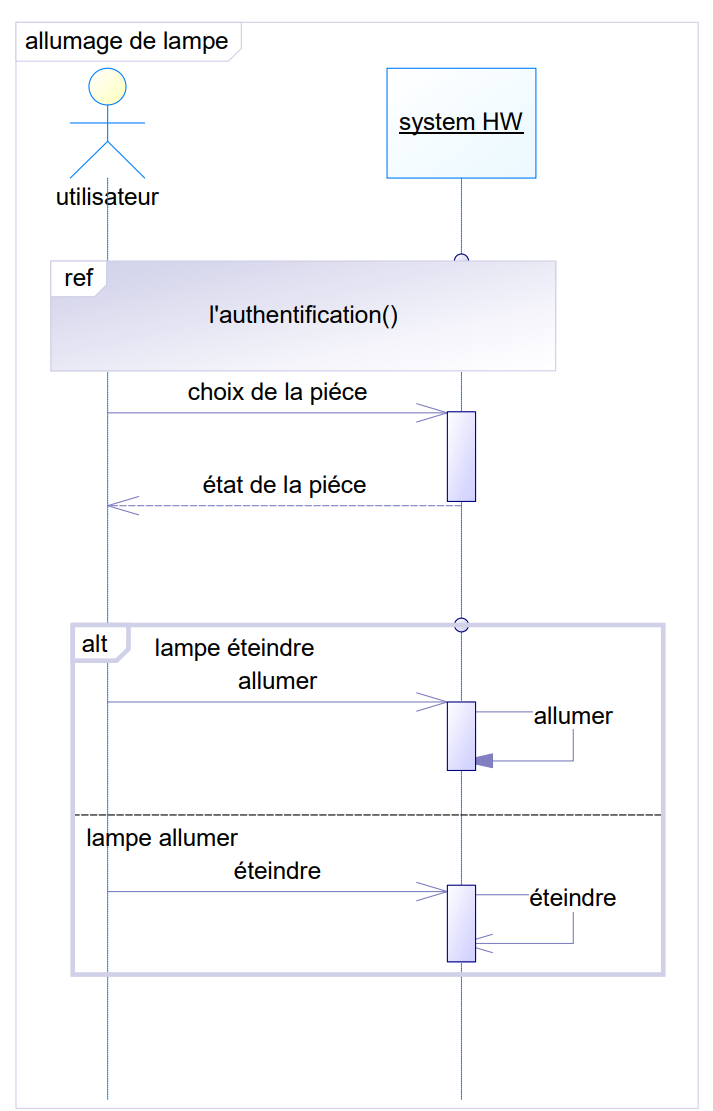 allumage de lampe
system HW
utilisateur
ref
l'authentification()
choix de la piéce
état de la piéce
alt
lampe éteindre
allumer
allumer
lampe allumer
éteindre
éteindre